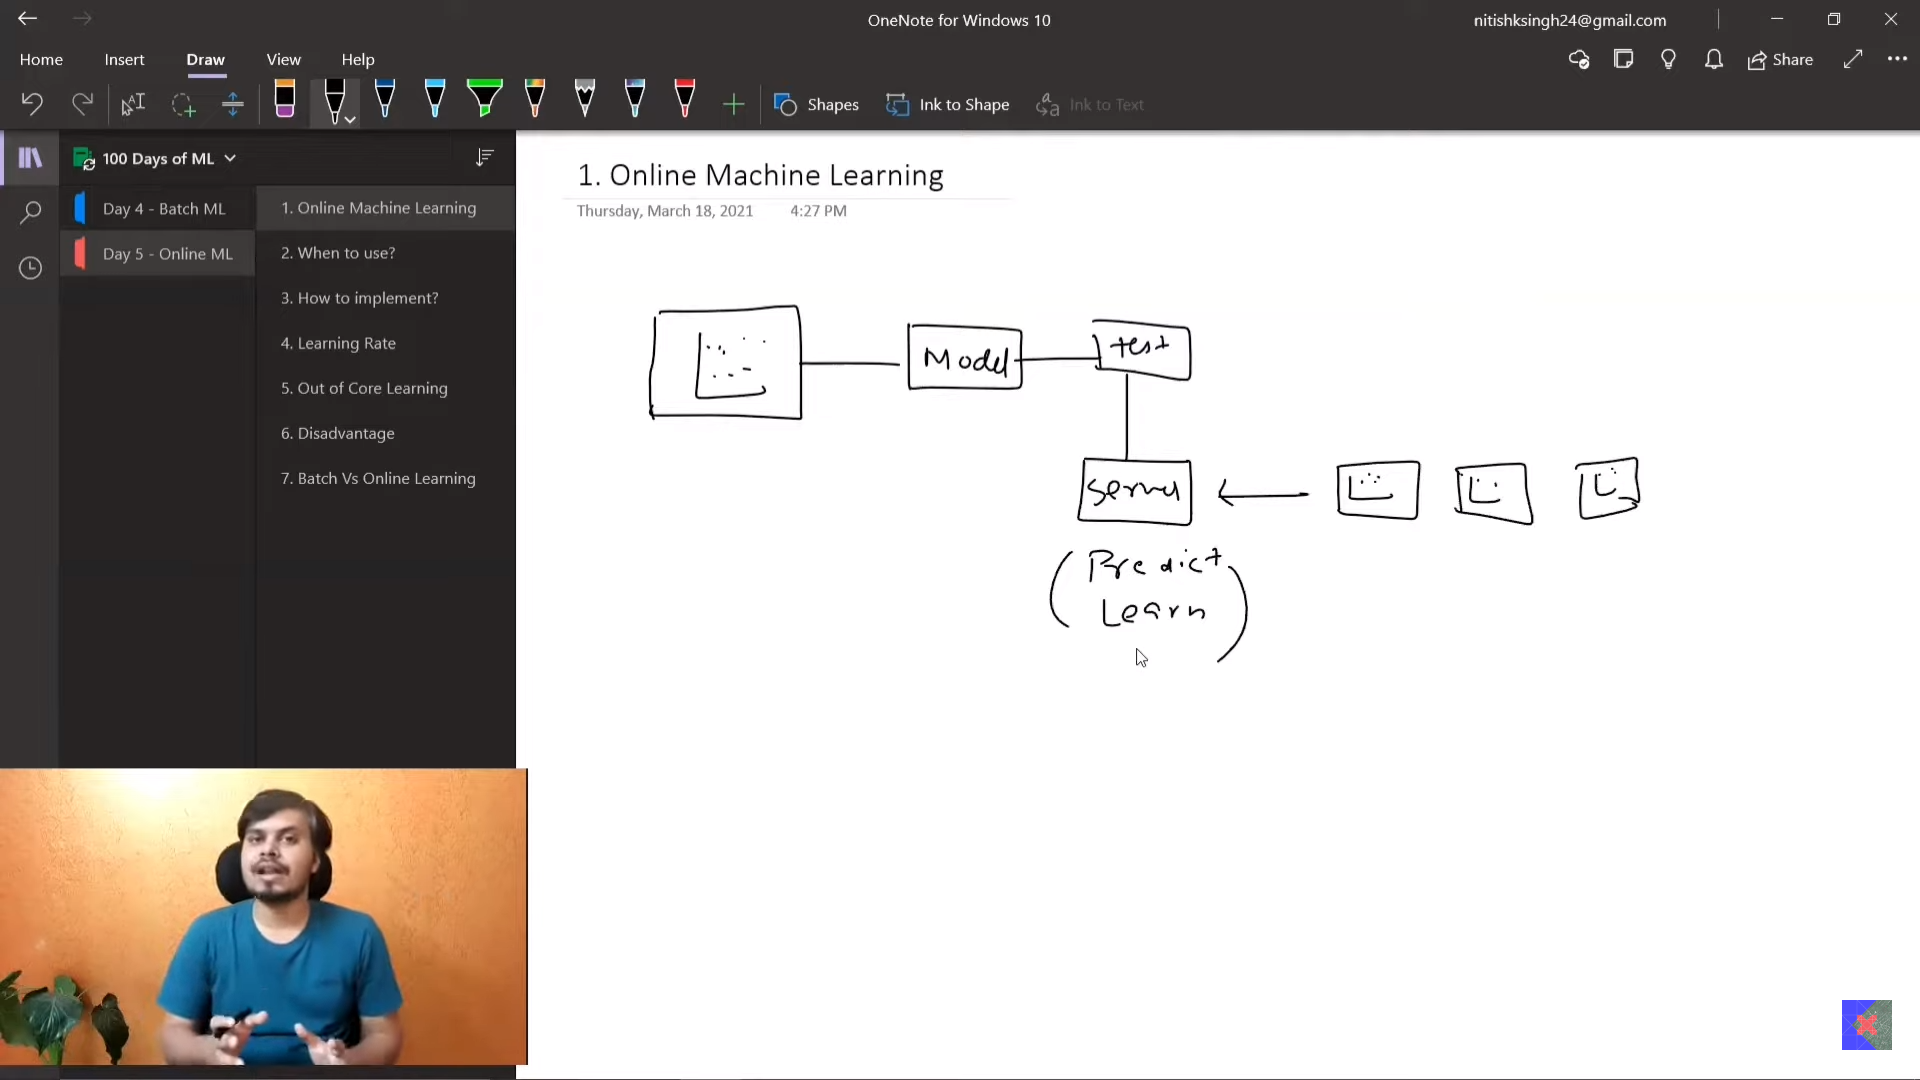 OneNote for Windows 10
nitishksingh24@gmail.com
Home Insert Draw View Help
Share
Shapes Ink to Shape Ink to Text
100 Days of ML
Day 4 - Batch ML
Day 5 - Online ML
1. Online Machine Learning
2. When to use?
3. How to implement?
4. Learning Rate
5. Out of Core Learning
6. Disadvantage
7. Batch Vs Online Learning
1. Online Machine Learning
Thursday, March 18, 2021 4:27 PM
Model
test
Server
(Predict
Learn)